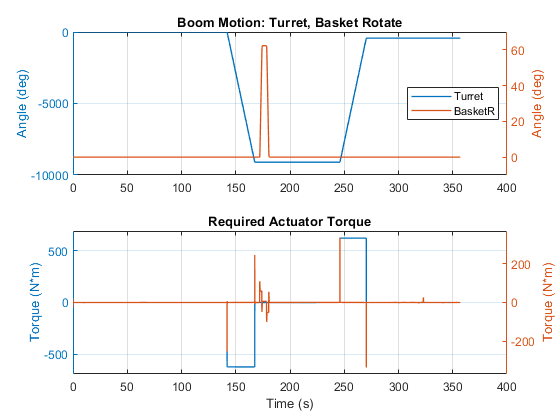 Boom Motion: Turret, Basket Rotate
Angle (deg)
0
-5000
-10000
60
40
20
0
Angle (deg)
Turret
BasketR
0 50 100 150 200 250 300 350 400
Required Actuator Torque
Torque (N*m)
500
0
-500
200
0
-200
Torque (N*m)
0 50 100 150 200 250 300 350 400
Time (s)